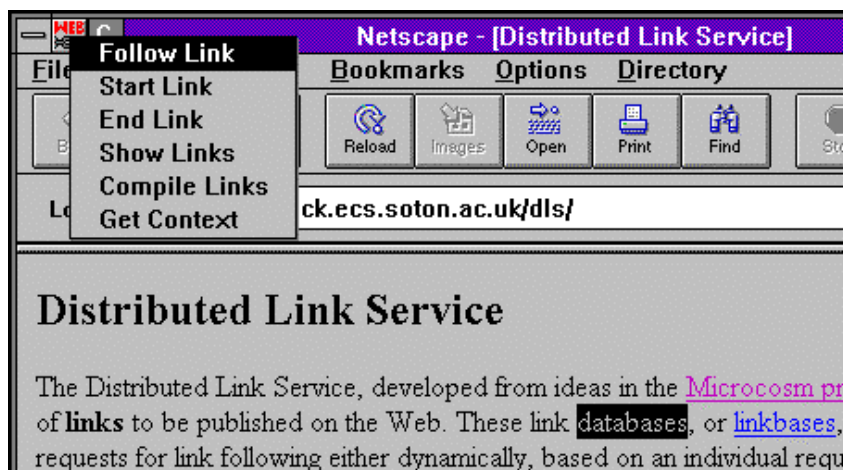 WEB C Netscape - [Distributed Link Service]
Follow Link
File Bookmarks Options Directory
Start Link
End Link
Show Links
Compile Links
Get Context
B Reload Images Open Print Find Sto
Lo ck.ecs.soton.ac.uk/dls/
Distributed Link Service
The Distributed Link Service, developed from ideas in the Microcosm pr
of links to be published on the Web. These link databases, or linkbases,
requests for link following either dynamically, based on an individual requ